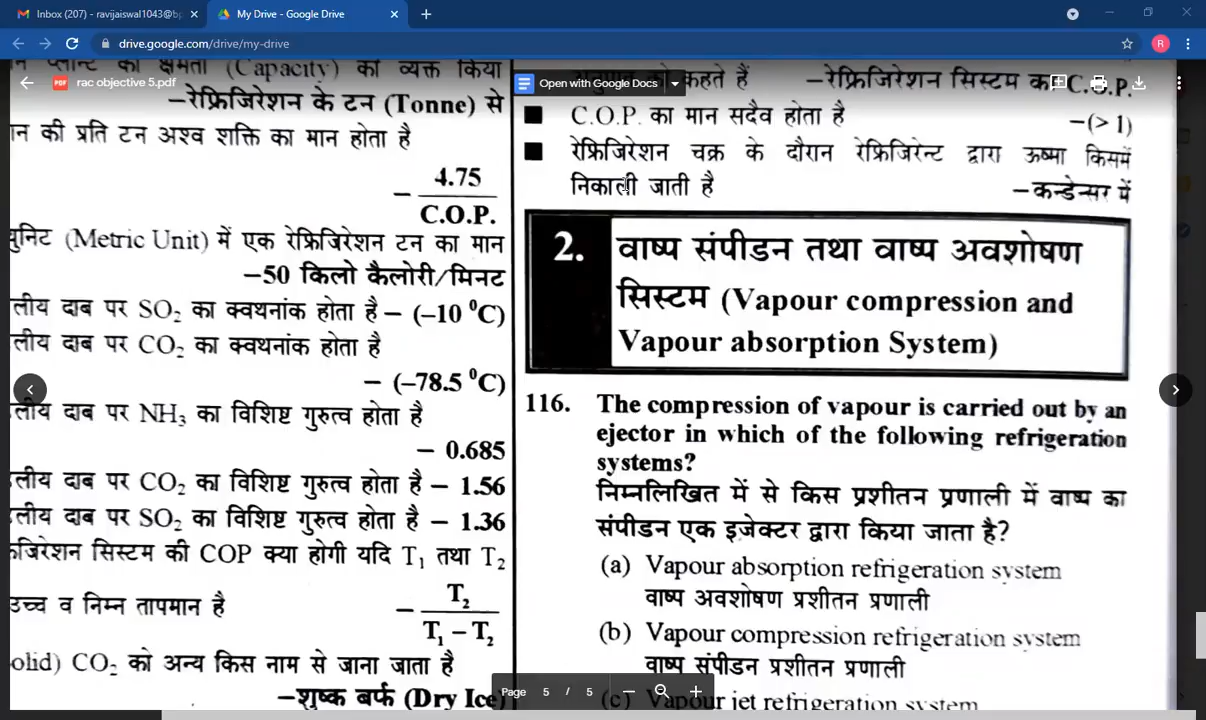 Inbox (207) - ravijaiswal1043@bp
My Drive - Google Drive
drive.google.com/drive/my-drive
R
rac objective 5.pdf
Open with Google Docs
(Capacity) को व्यक्त किया
–रेफ्रिजिरेशन के टन (Tonne) से
न की प्रति टन अश्व शक्ति का मान होता है
– 4.75
C.O.P.
युनिट (Metric Unit) में एक रेफ्रिजिरेशन टन का मान
–50 किलो कैलोरी/मिनट
लीय दाब पर SO₂ का क्वथनांक होता है – (–10 ⁰C)
लीय दाब पर CO₂ का क्वथनांक होता है
– (–78.5 ⁰C)
लीय दाब पर NH₃ का विशिष्ट गुरुत्व होता है
– 0.685
लीय दाब पर CO₂ का विशिष्ट गुरुत्व होता है – 1.56
लीय दाब पर SO₂ का विशिष्ट गुरुत्व होता है – 1.36
फ्रिजिरेशन सिस्टम की COP क्या होगी यदि T₁ तथा T₂
उच्च व निम्न तापमान है
– T₂
T₁ – T₂
olid) CO₂ को अन्य किस नाम से जाना जाता है
–शुष्क बर्फ (Dry Ice)
को कहते हैं –रेफ्रिजिरेशन सिस्टम का C.O.P.
■ C.O.P. का मान सदैव होता है –(> 1)
■ रेफ्रिजिरेशन चक्र के दौरान रेफ्रिजिरेन्ट द्वारा ऊष्मा किसमें
निकाली जाती है –कन्डेन्सर में
2. वाष्प संपीडन तथा वाष्प अवशोषण
सिस्टम (Vapour compression and
Vapour absorption System)
116. The compression of vapour is carried out by an
ejector in which of the following refrigeration
systems?
निम्नलिखित में से किस प्रशीतन प्रणाली में वाष्प का
संपीडन एक इजेक्टर द्वारा किया जाता है?
(a) Vapour absorption refrigeration system
वाष्प अवशोषण प्रशीतन प्रणाली
(b) Vapour compression refrigeration system
वाष्प संपीडन प्रशीतन प्रणाली
(c) Vapour jet refrigeration system
Page 5 / 5